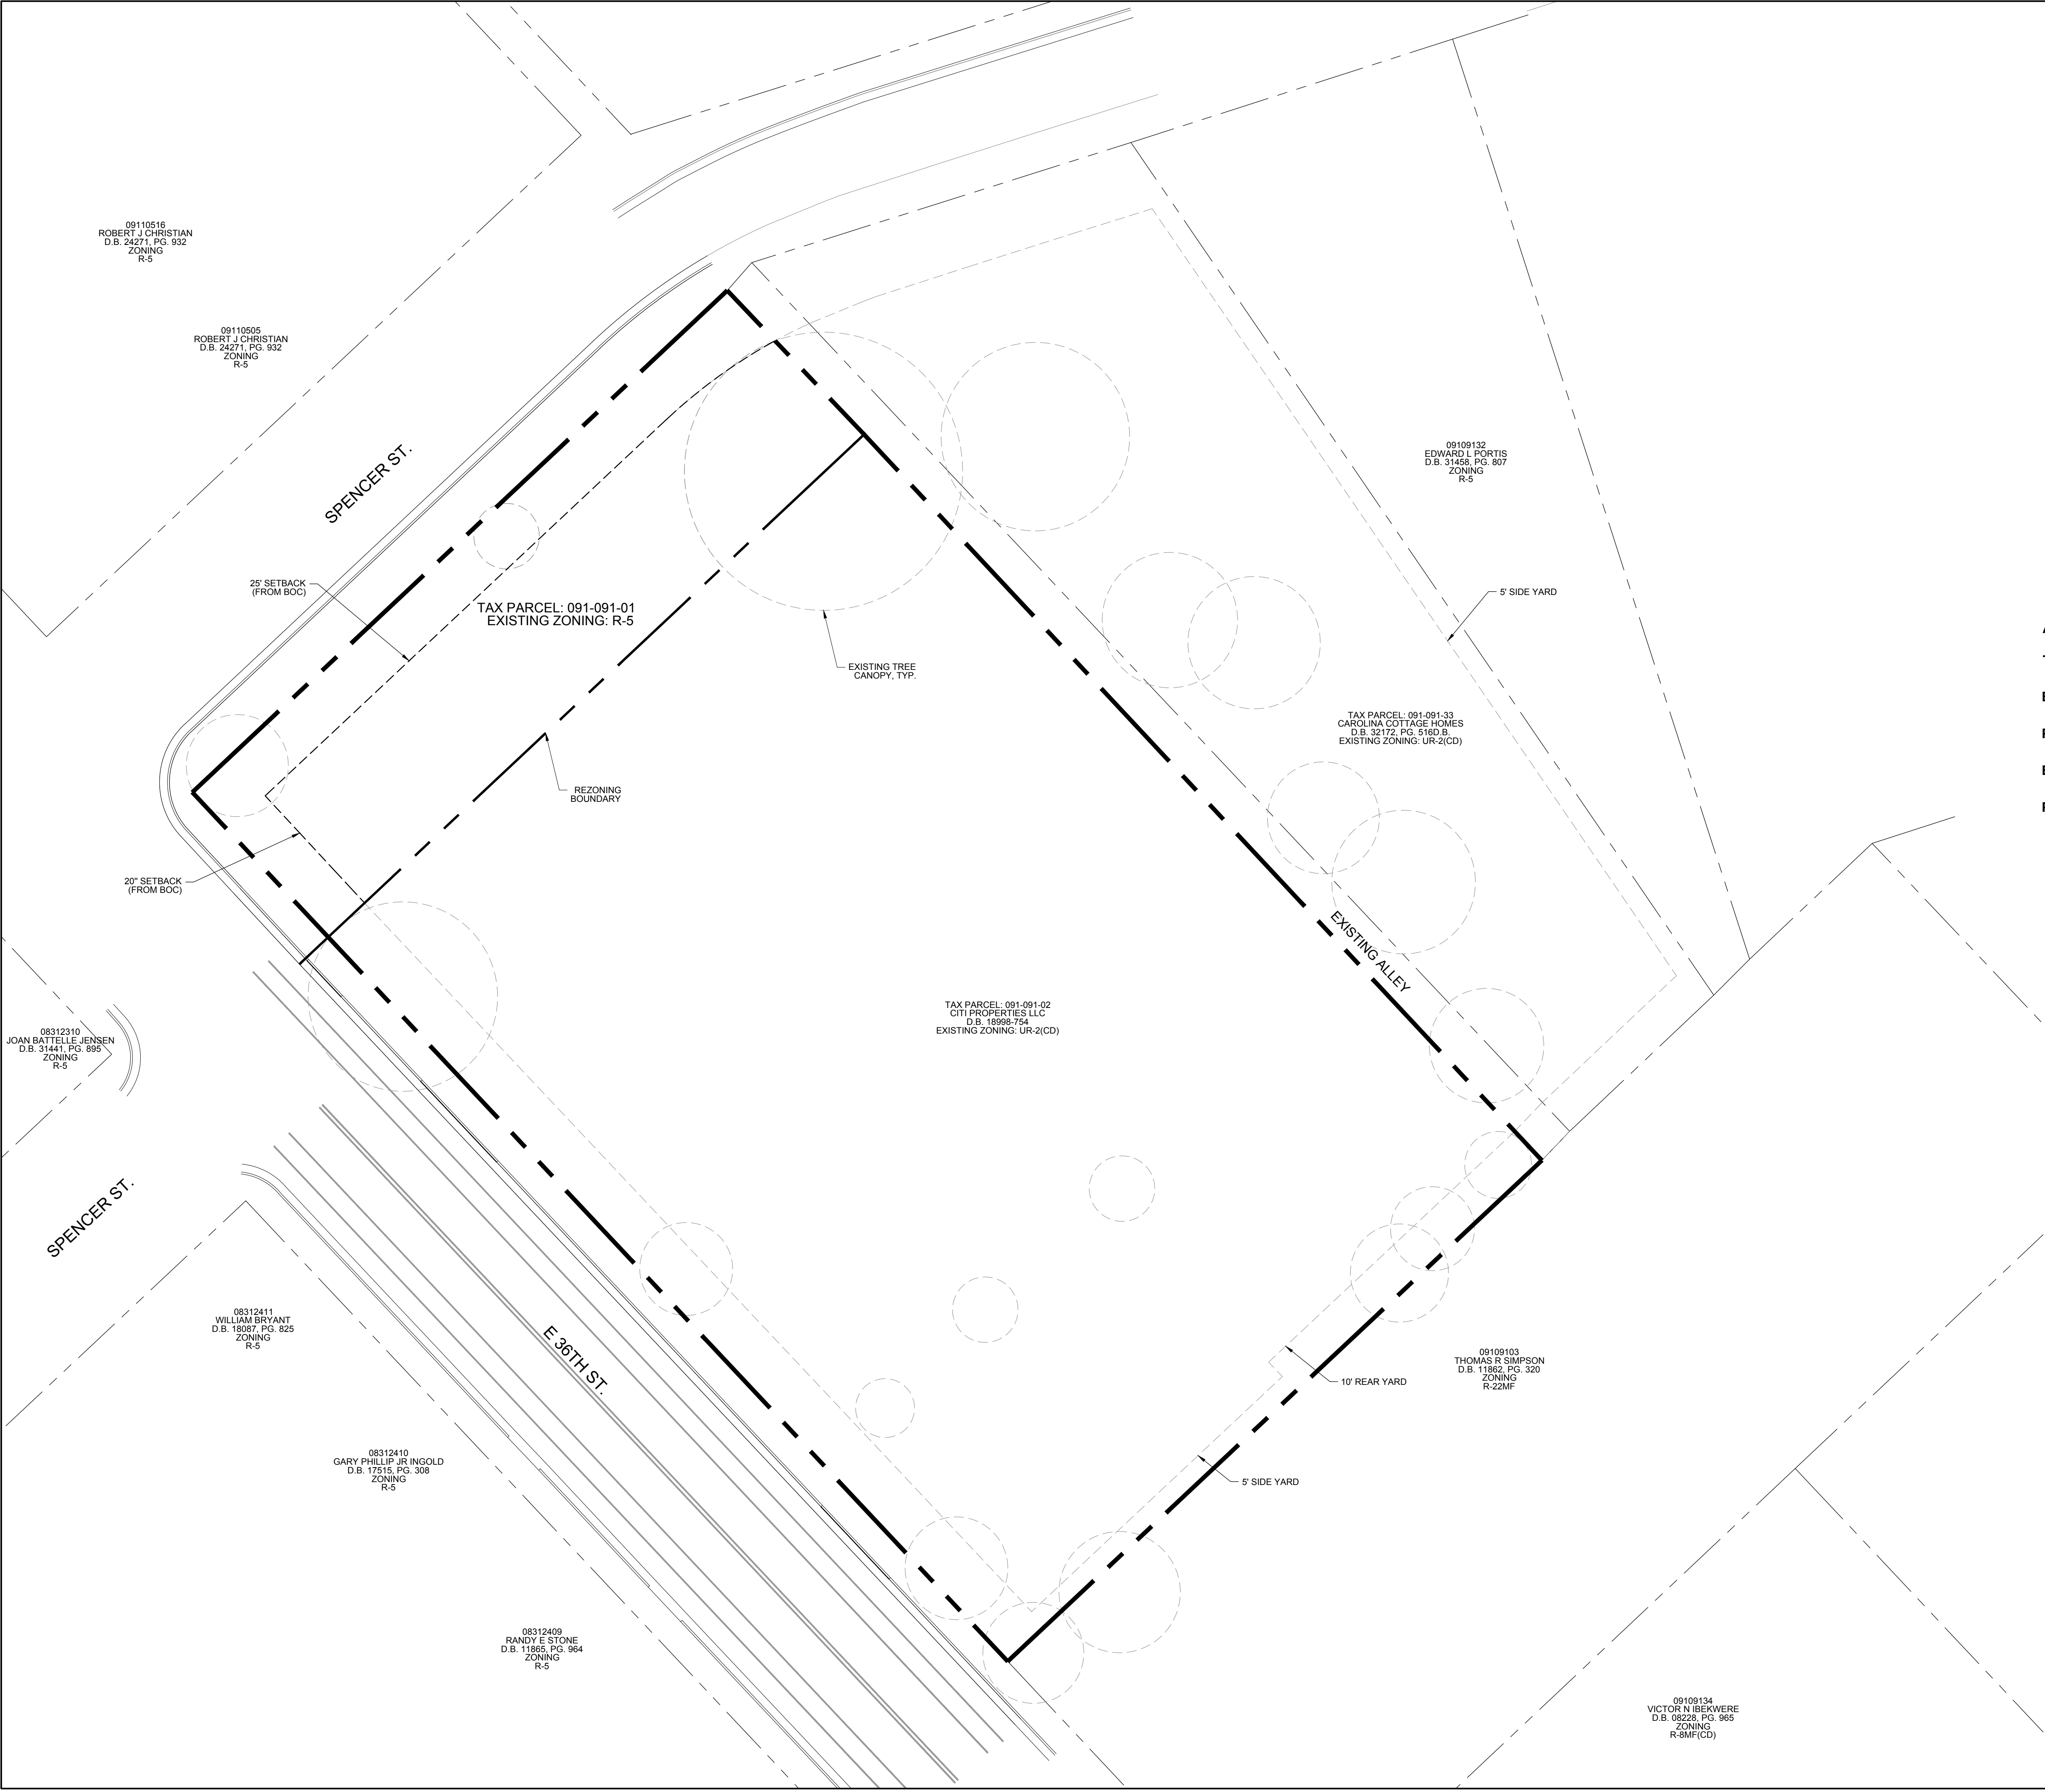 09110516
ROBERT J CHRISTIAN
D.B. 24271, PG. 932
ZONING
R-5
09110505
ROBERT J CHRISTIAN
D.B. 24271, PG. 932
ZONING
R-5
SPENCER ST.
09109132
EDWARD L PORTIS
D.B. 31458, PG. 807
ZONING
R-5
25' SETBACK
(FROM BOC)
5' SIDE YARD
TAX PARCEL: 091-091-01
EXISTING ZONING: R-5
EXISTING TREE
CANOPY, TYP.
TAX PARCEL: 091-091-33
CAROLINA COTTAGE HOMES
D.B. 32172, PG. 516D.B.
EXISTING ZONING: UR-2(CD)
REZONING
BOUNDARY
20" SETBACK
(FROM BOC)
EXISTING ALLEY
TAX PARCEL: 091-091-02
CITI PROPERTIES LLC
D.B. 18998-754
EXISTING ZONING: UR-2(CD)
08312310
JOAN BATTELLE JENSEN
D.B. 31441, PG. 895
ZONING
R-5
SPENCER ST.
08312411
WILLIAM BRYANT
D.B. 18087, PG. 825
ZONING
R-5
E 36TH ST.
09109103
THOMAS R SIMPSON
D.B. 11862, PG. 320
ZONING
R-22MF
10' REAR YARD
08312410
GARY PHILLIP JR INGOLD
D.B. 17515, PG. 308
ZONING
R-5
5' SIDE YARD
08312409
RANDY E STONE
D.B. 11865, PG. 964
ZONING
R-5
09109134
VICTOR N IBEKWERE
D.B. 08228, PG. 965
ZONING
R-8MF(CD)